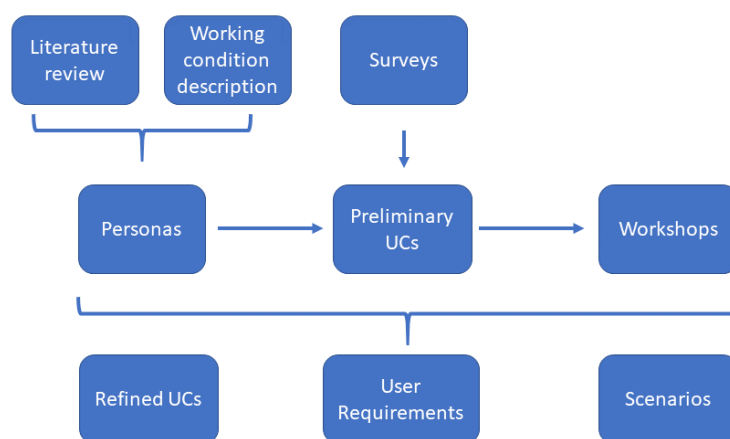 Literature
review
Working
condition
description
Surveys
Personas
Preliminary
UCs
Workshops
Refined UCs
User
Requirements
Scenarios